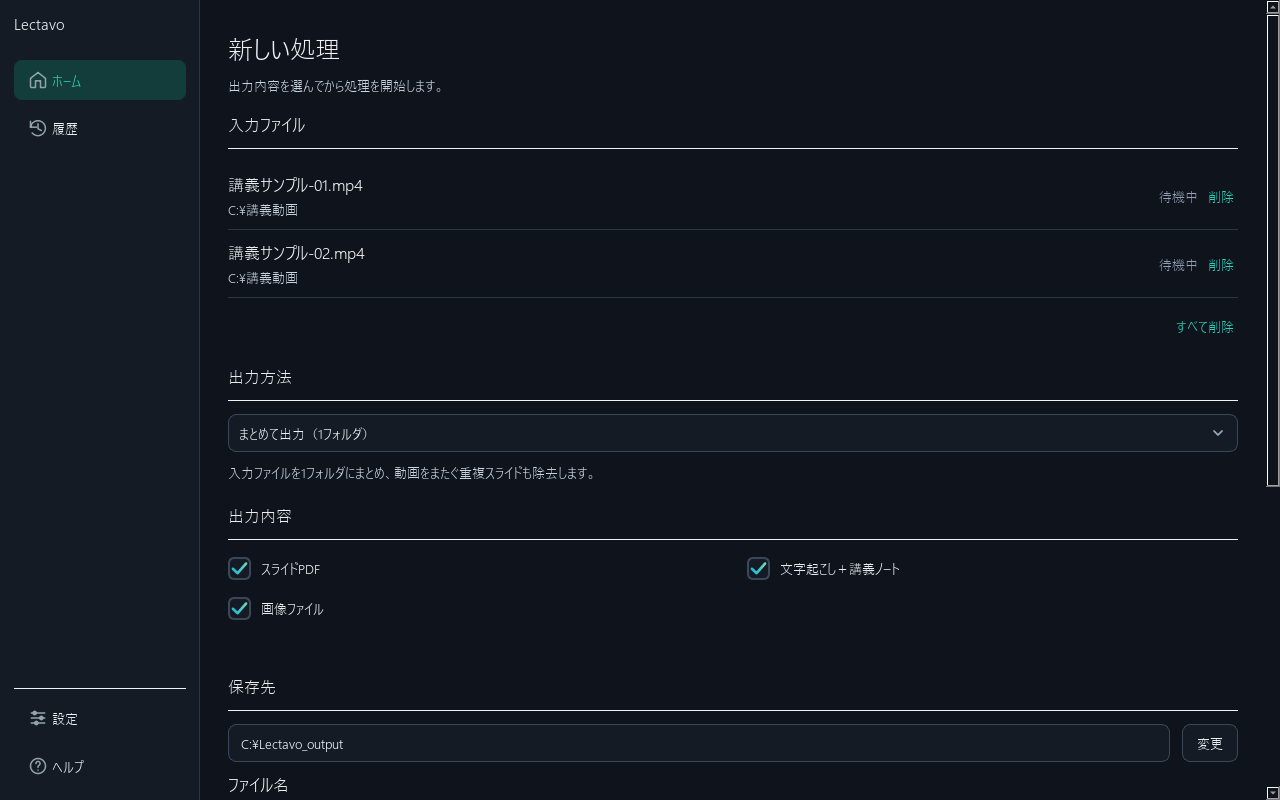 Lectavo
ホーム
履歴
設定
ヘルプ
新しい処理
出力内容を選んでから処理を開始します。
入力ファイル
講義サンプル-01.mp4
C:¥講義動画
待機中 削除
講義サンプル-02.mp4
C:¥講義動画
待機中 削除
すべて削除
出力方法
まとめて出力（1フォルダ）
入力ファイルを1フォルダにまとめ、動画をまたぐ重複スライドも除去します。
出力内容
スライドPDF
文字起こし＋講義ノート
画像ファイル
保存先
C:¥Lectavo_output
変更
ファイル名